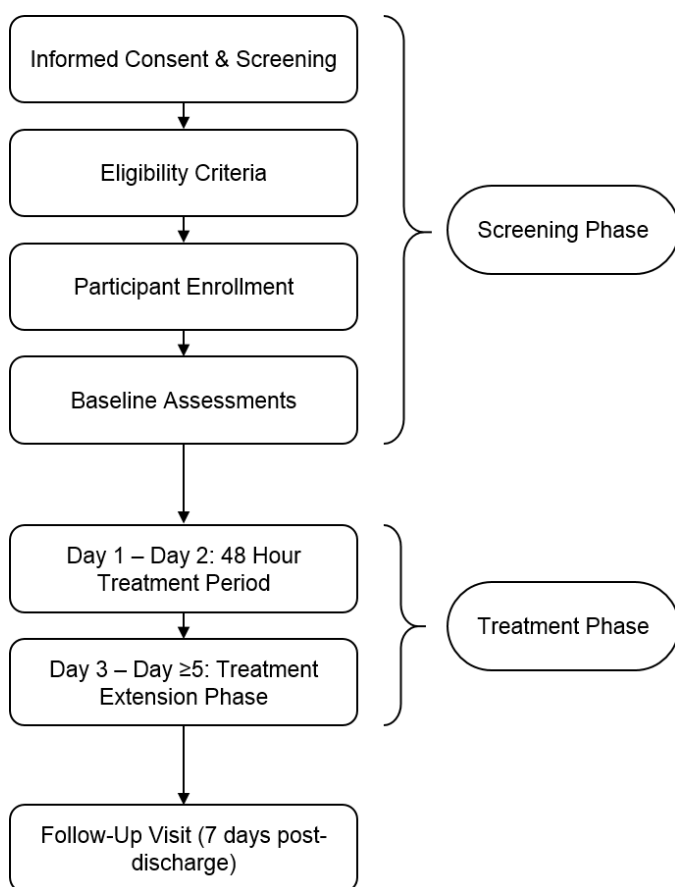 Informed Consent & Screening
Eligibility Criteria
Participant Enrollment
Baseline Assessments
Screening Phase
Day 1 – Day 2: 48 Hour
Treatment Period
Day 3 – Day ≥5: Treatment
Extension Phase
Treatment Phase
Follow-Up Visit (7 days post-
discharge)